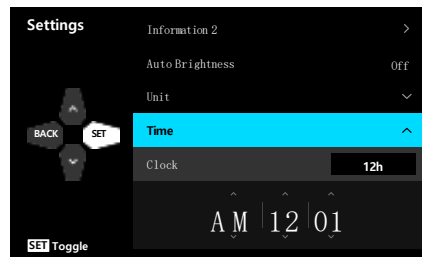 Settings
Information 2
Auto Brightness Off
Unit
BACK SET
Time
Clock 12h
AM 12 01
SET Toggle